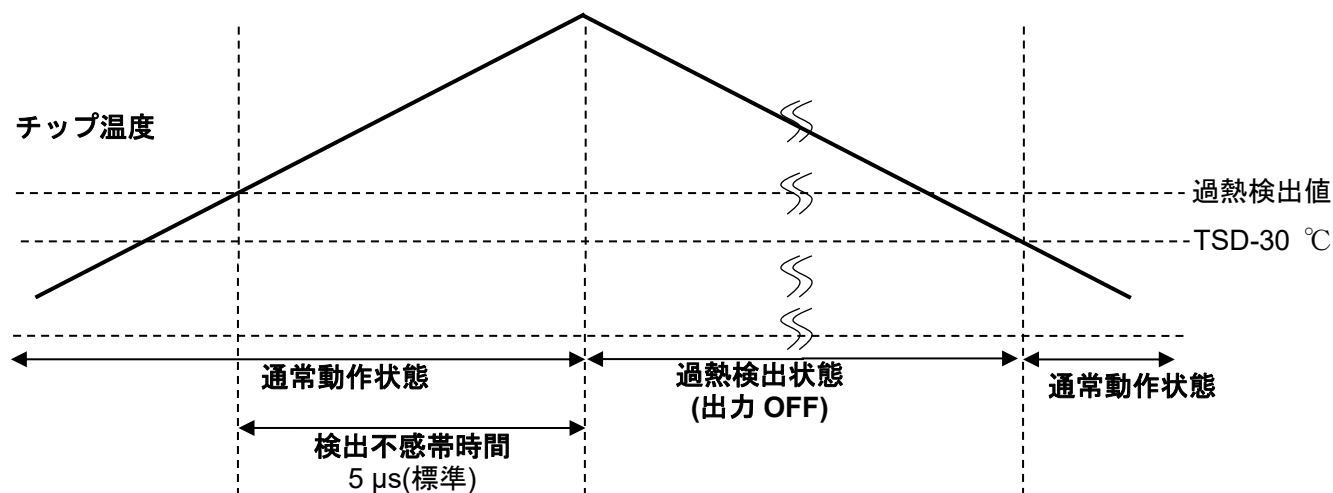 チップ温度
過熱検出値
TSD-30 ℃
通常動作状態
過熱検出状態
(出力 OFF)
通常動作状態
検出不感帯時間
5 μs(標準)